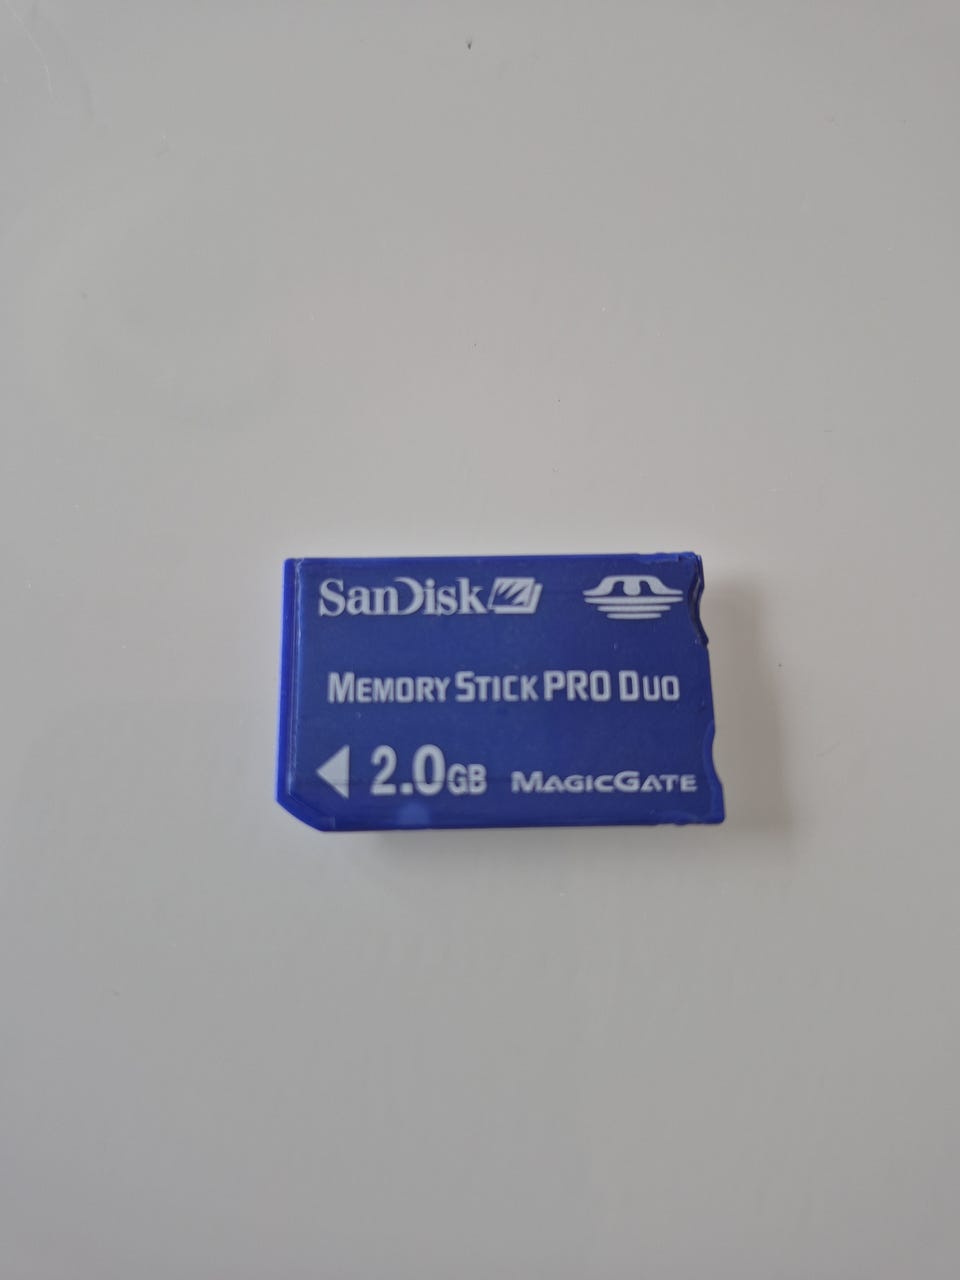 SanDisk
MEMORY STICK PRO DUO
2.0GB MAGICGATE